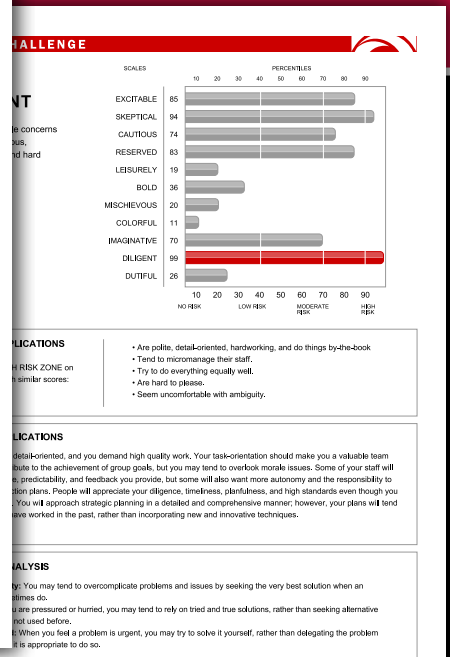 HALLENGE
SCALES PERCENTILES
10 20 30 40 50 60 70 80 90
NT
EXCITABLE 85
SKEPTICAL 94
e concerns
CAUTIOUS 74
ous,
nd hard
RESERVED 83
LEISURELY 19
BOLD 36
MISCHIEVOUS 20
COLORFUL 11
IMAGINATIVE 70
DILIGENT 99
DUTIFUL 26
10 20 30 40 50 60 70 80 90
NO RISK LOW RISK MODERATE RISK HIGH RISK
PLICATIONS
H RISK ZONE on
h similar scores:
• Are polite, detail-oriented, hardworking, and do things by-the-book
• Tend to micromanage their staff.
• Try to do everything equally well.
• Are hard to please.
• Seem uncomfortable with ambiguity.
LICATIONS
detail-oriented, and you demand high quality work. Your task-orientation should make you a valuable team
ibute to the achievement of group goals, but you may tend to overlook morale issues. Some of your staff will
e, predictability, and feedback you provide, but some will also want more autonomy and the responsibility to
ction plans. People will appreciate your diligence, timeliness, planfulness, and high standards even though you
. You will approach strategic planning in a detailed and comprehensive manner; however, your plans will tend
have worked in the past, rather than incorporating new and innovative techniques.
NALYSIS
ty: You may tend to overcomplicate problems and issues by seeking the very best solution when an
etimes do.
u are pressured or hurried, you may tend to rely on tried and true solutions, rather than seeking alternative
not used before.
: When you feel a problem is urgent, you may try to solve it yourself, rather than delegating the problem
it is appropriate to do so.